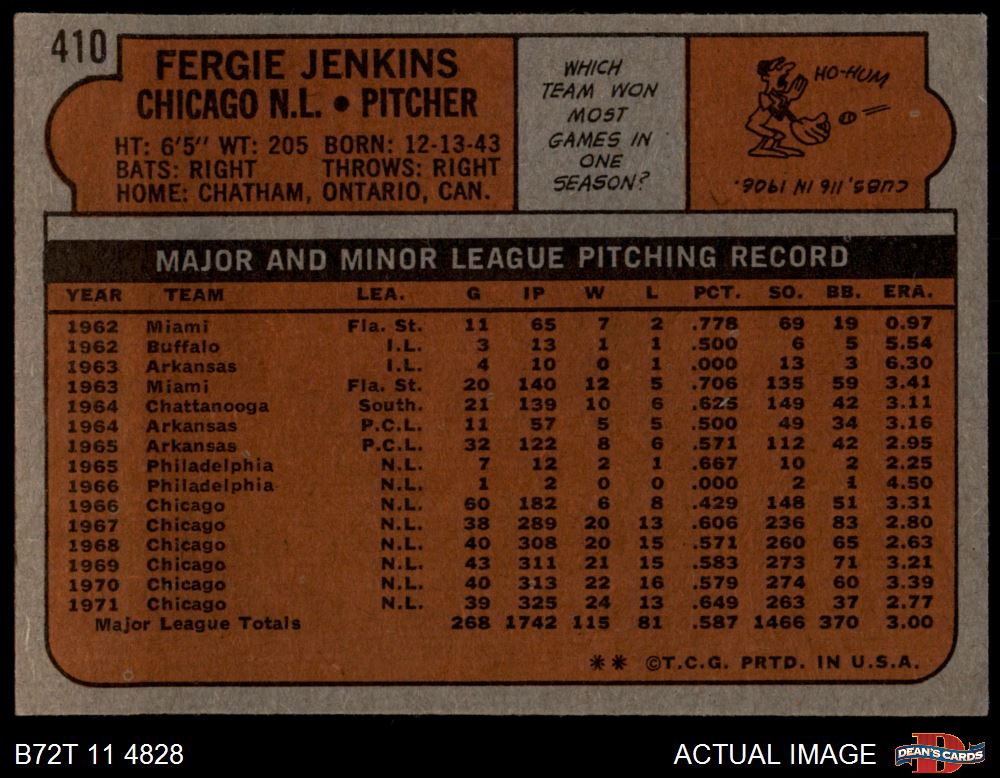 410
FERGIE JENKINS
CHICAGO N.L. • PITCHER
HT: 6'5" WT: 205 BORN: 12-13-43
BATS: RIGHT THROWS: RIGHT
HOME: CHATHAM, ONTARIO, CAN.
WHICH
TEAM WON
MOST
GAMES IN
ONE
SEASON?
HO-HUM
CUBS, 116 IN 1906.
MAJOR AND MINOR LEAGUE PITCHING RECORD
YEAR TEAM LEA. G IP W L PCT. SO. BB. ERA.
1962 Miami Fla. St. 11 65 7 2 .778 69 19 0.97
1962 Buffalo I.L. 3 13 1 1 .500 6 5 5.54
1963 Arkansas I.L. 4 10 0 1 .000 13 3 6.30
1963 Miami Fla. St. 20 140 12 5 .706 135 59 3.41
1964 Chattanooga South. 21 139 10 6 .625 149 42 3.11
1964 Arkansas P.C.L. 11 57 5 5 .500 49 34 3.16
1965 Arkansas P.C.L. 32 122 8 6 .571 112 42 2.95
1965 Philadelphia N.L. 7 12 2 1 .667 10 2 2.25
1966 Philadelphia N.L. 1 2 0 0 .000 2 1 4.50
1966 Chicago N.L. 60 182 6 8 .429 148 51 3.31
1967 Chicago N.L. 38 289 20 13 .606 236 83 2.80
1968 Chicago N.L. 40 308 20 15 .571 260 65 2.63
1969 Chicago N.L. 43 311 21 15 .583 273 71 3.21
1970 Chicago N.L. 40 313 22 16 .579 274 60 3.39
1971 Chicago N.L. 39 325 24 13 .649 263 37 2.77
Major League Totals 268 1742 115 81 .587 1466 370 3.00
** ©T.C.G. PRTD. IN U.S.A.
B72T 11 4828
ACTUAL IMAGE
DEAN'S CARDS